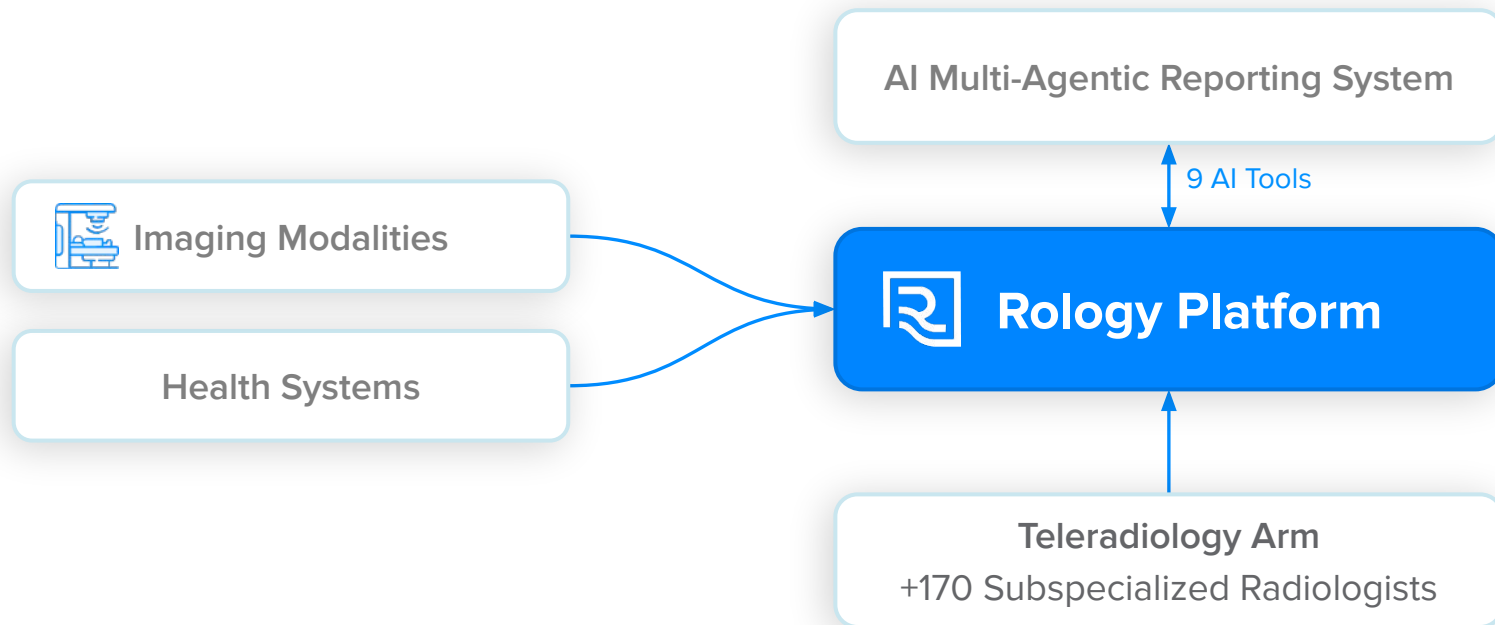 AI Multi-Agentic Reporting System
9 AI Tools
Imaging Modalities
Health Systems
Rology Platform
Teleradiology Arm
+170 Subspecialized Radiologists